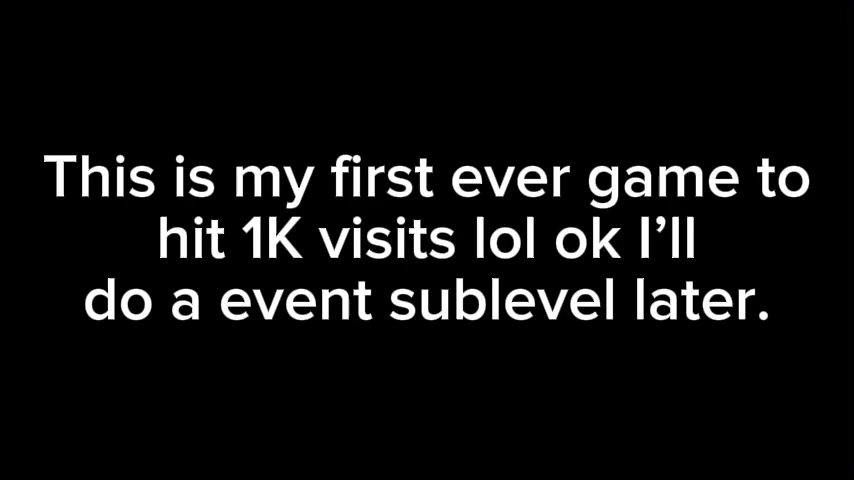 This is my first ever game to
hit 1K visits lol ok I’ll
do a event sublevel later.